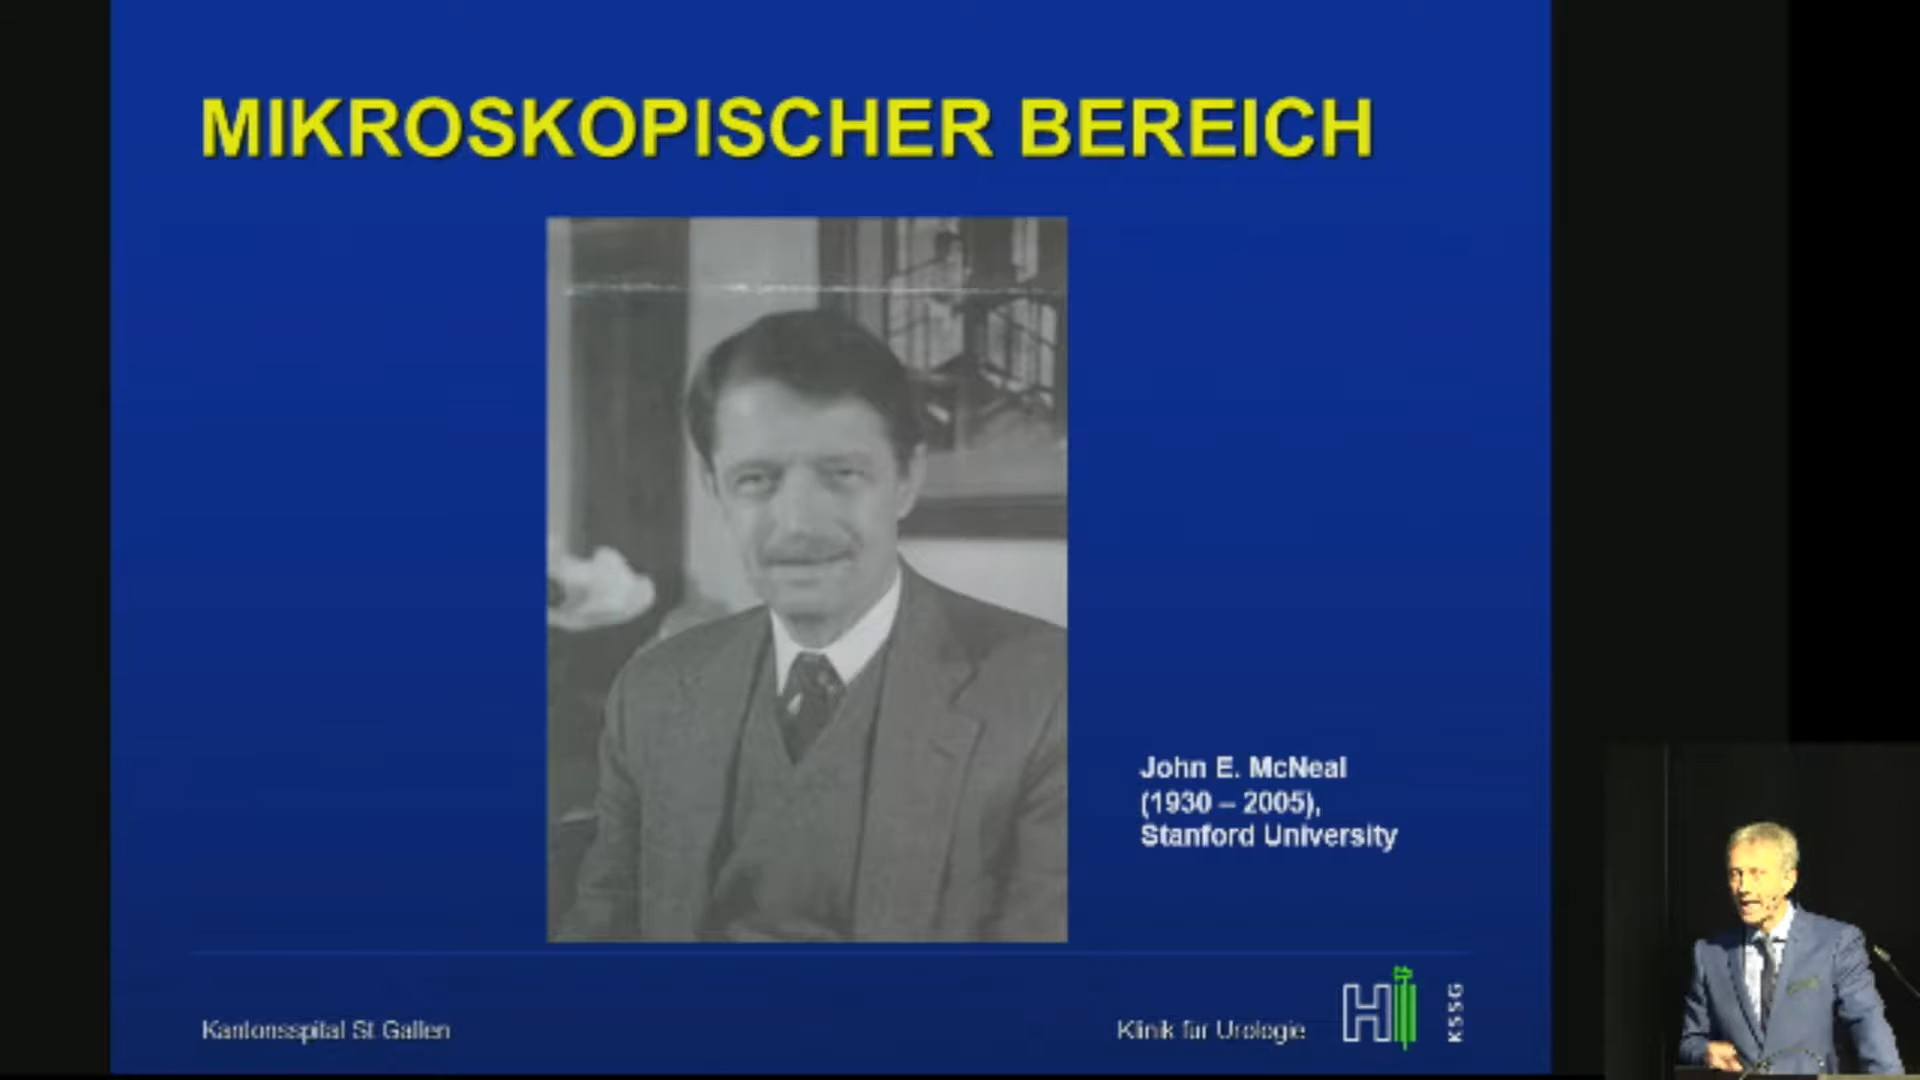 MIKROSKOPISCHER BEREICH
John E. McNeal
(1930 – 2005),
Stanford University
Kantonsspital St Gallen
Klinik für Urologie
H
KSSG